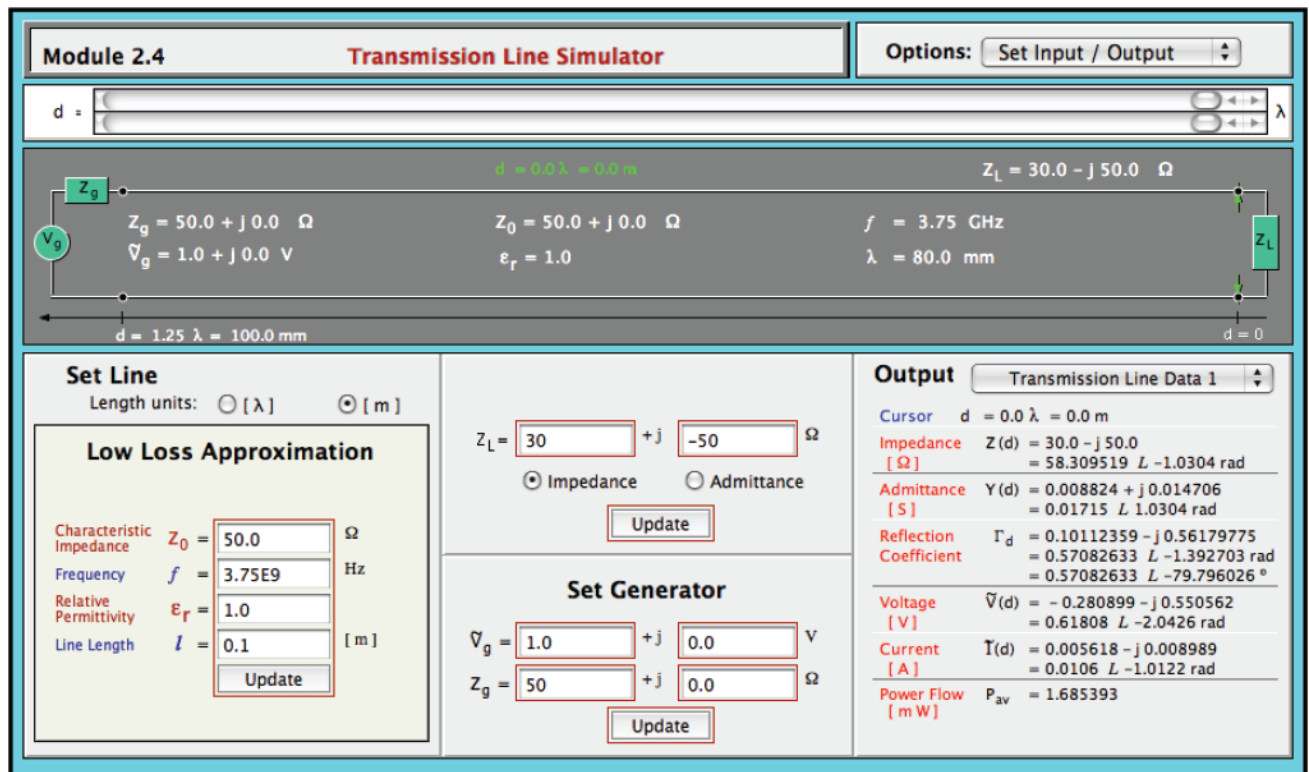 Module 2.4 Transmission Line Simulator Options: Set Input / Output
d = λ
d = 0.0 λ = 0.0 m Z_L = 30.0 - j 50.0 Ω
Z_g
Z_g = 50.0 + j 0.0 Ω Z_0 = 50.0 + j 0.0 Ω f = 3.75 GHz
V_g Ṽ_g = 1.0 + j 0.0 V ε_r = 1.0 λ = 80.0 mm Z_L
d = 1.25 λ = 100.0 mm d = 0
Set Line
Length units: [ λ ] [ m ]
Low Loss Approximation
Characteristic Impedance Z_0 = 50.0 Ω
Frequency f = 3.75E9 Hz
Relative Permittivity ε_r = 1.0
Line Length l = 0.1 [ m ]
Update
Z_L = 30 + j -50 Ω
Impedance Admittance
Update
Set Generator
Ṽ_g = 1.0 + j 0.0 V
Z_g = 50 + j 0.0 Ω
Update
Output Transmission Line Data 1
Cursor d = 0.0 λ = 0.0 m
Impedance Z (d) = 30.0 - j 50.0
[ Ω ] = 58.309519 ∠ -1.0304 rad
Admittance Y (d) = 0.008824 + j 0.014706
[ S ] = 0.01715 ∠ 1.0304 rad
Reflection Γ_d = 0.10112359 - j 0.56179775
Coefficient = 0.57082633 ∠ -1.392703 rad
= 0.57082633 ∠ -79.796026 °
Voltage Ṽ (d) = - 0.280899 - j 0.550562
[ V ] = 0.61808 ∠ -2.0426 rad
Current Ĩ (d) = 0.005618 - j 0.008989
[ A ] = 0.0106 ∠ -1.0122 rad
Power Flow P_av = 1.685393
[ m W ]